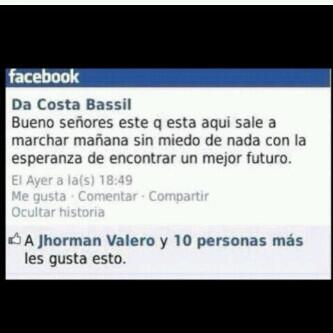 facebook
Da Costa Bassil
Bueno señores este q esta aqui sale a
marchar mañana sin miedo de nada con la
esperanza de encontrar un mejor futuro.
El Ayer a la(s) 18:49
Me gusta · Comentar · Compartir
Ocultar historia
A Jhorman Valero y 10 personas más
les gusta esto.